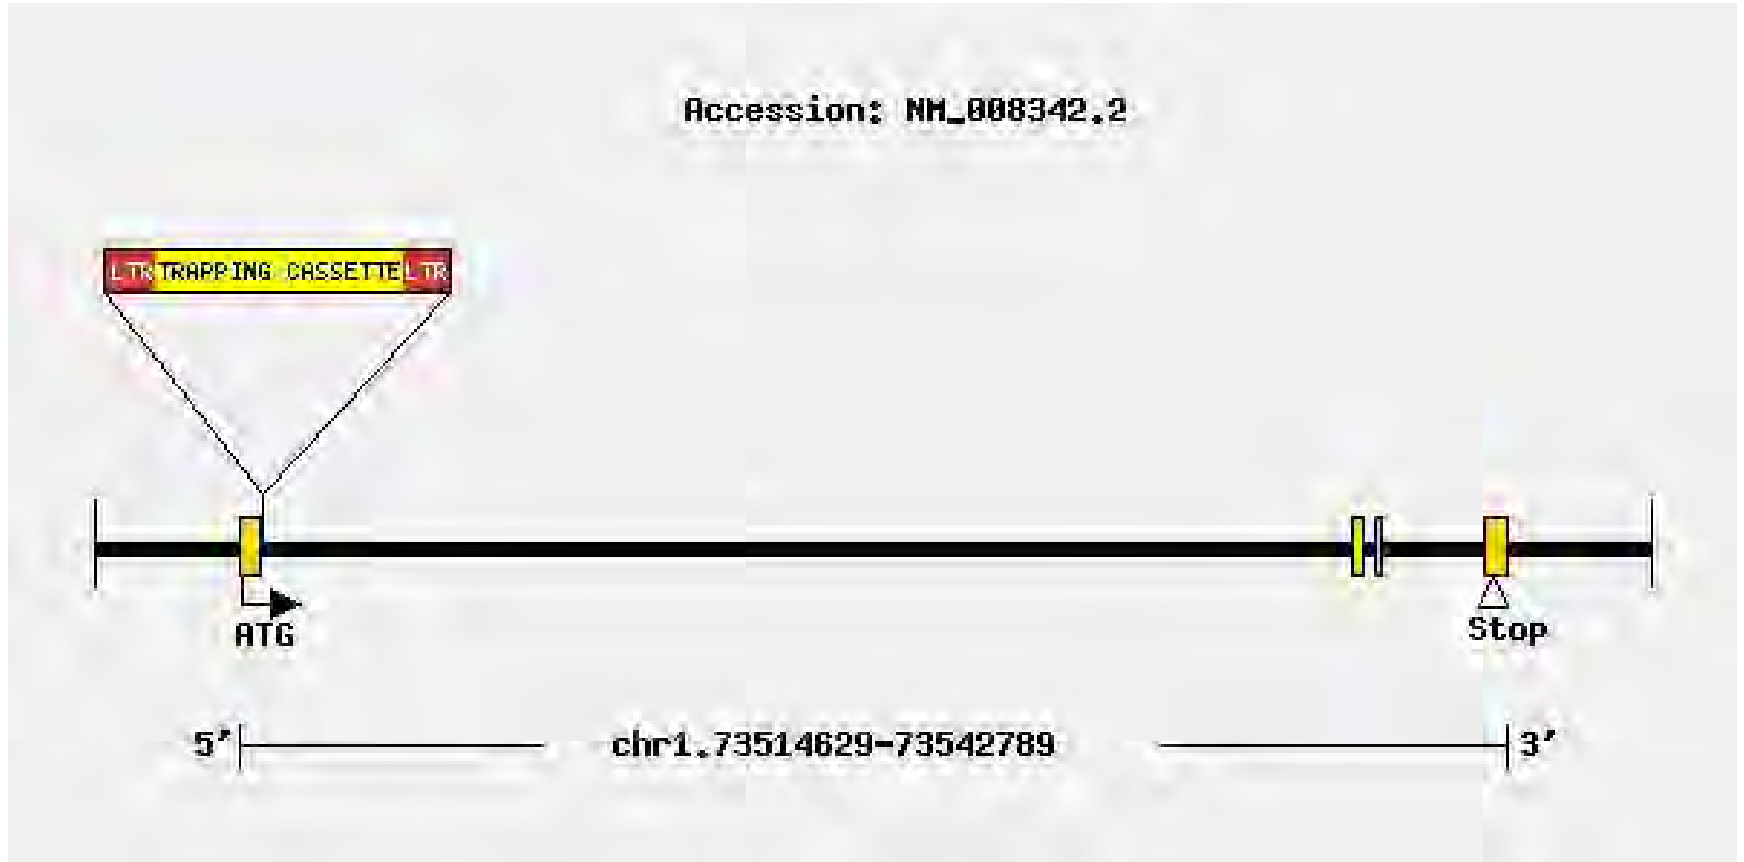 Accession: NM_008342.2
LTR TRAPPING CASSETTE LTR
ATG
Stop
5' chr1.73514629-73542789 3'